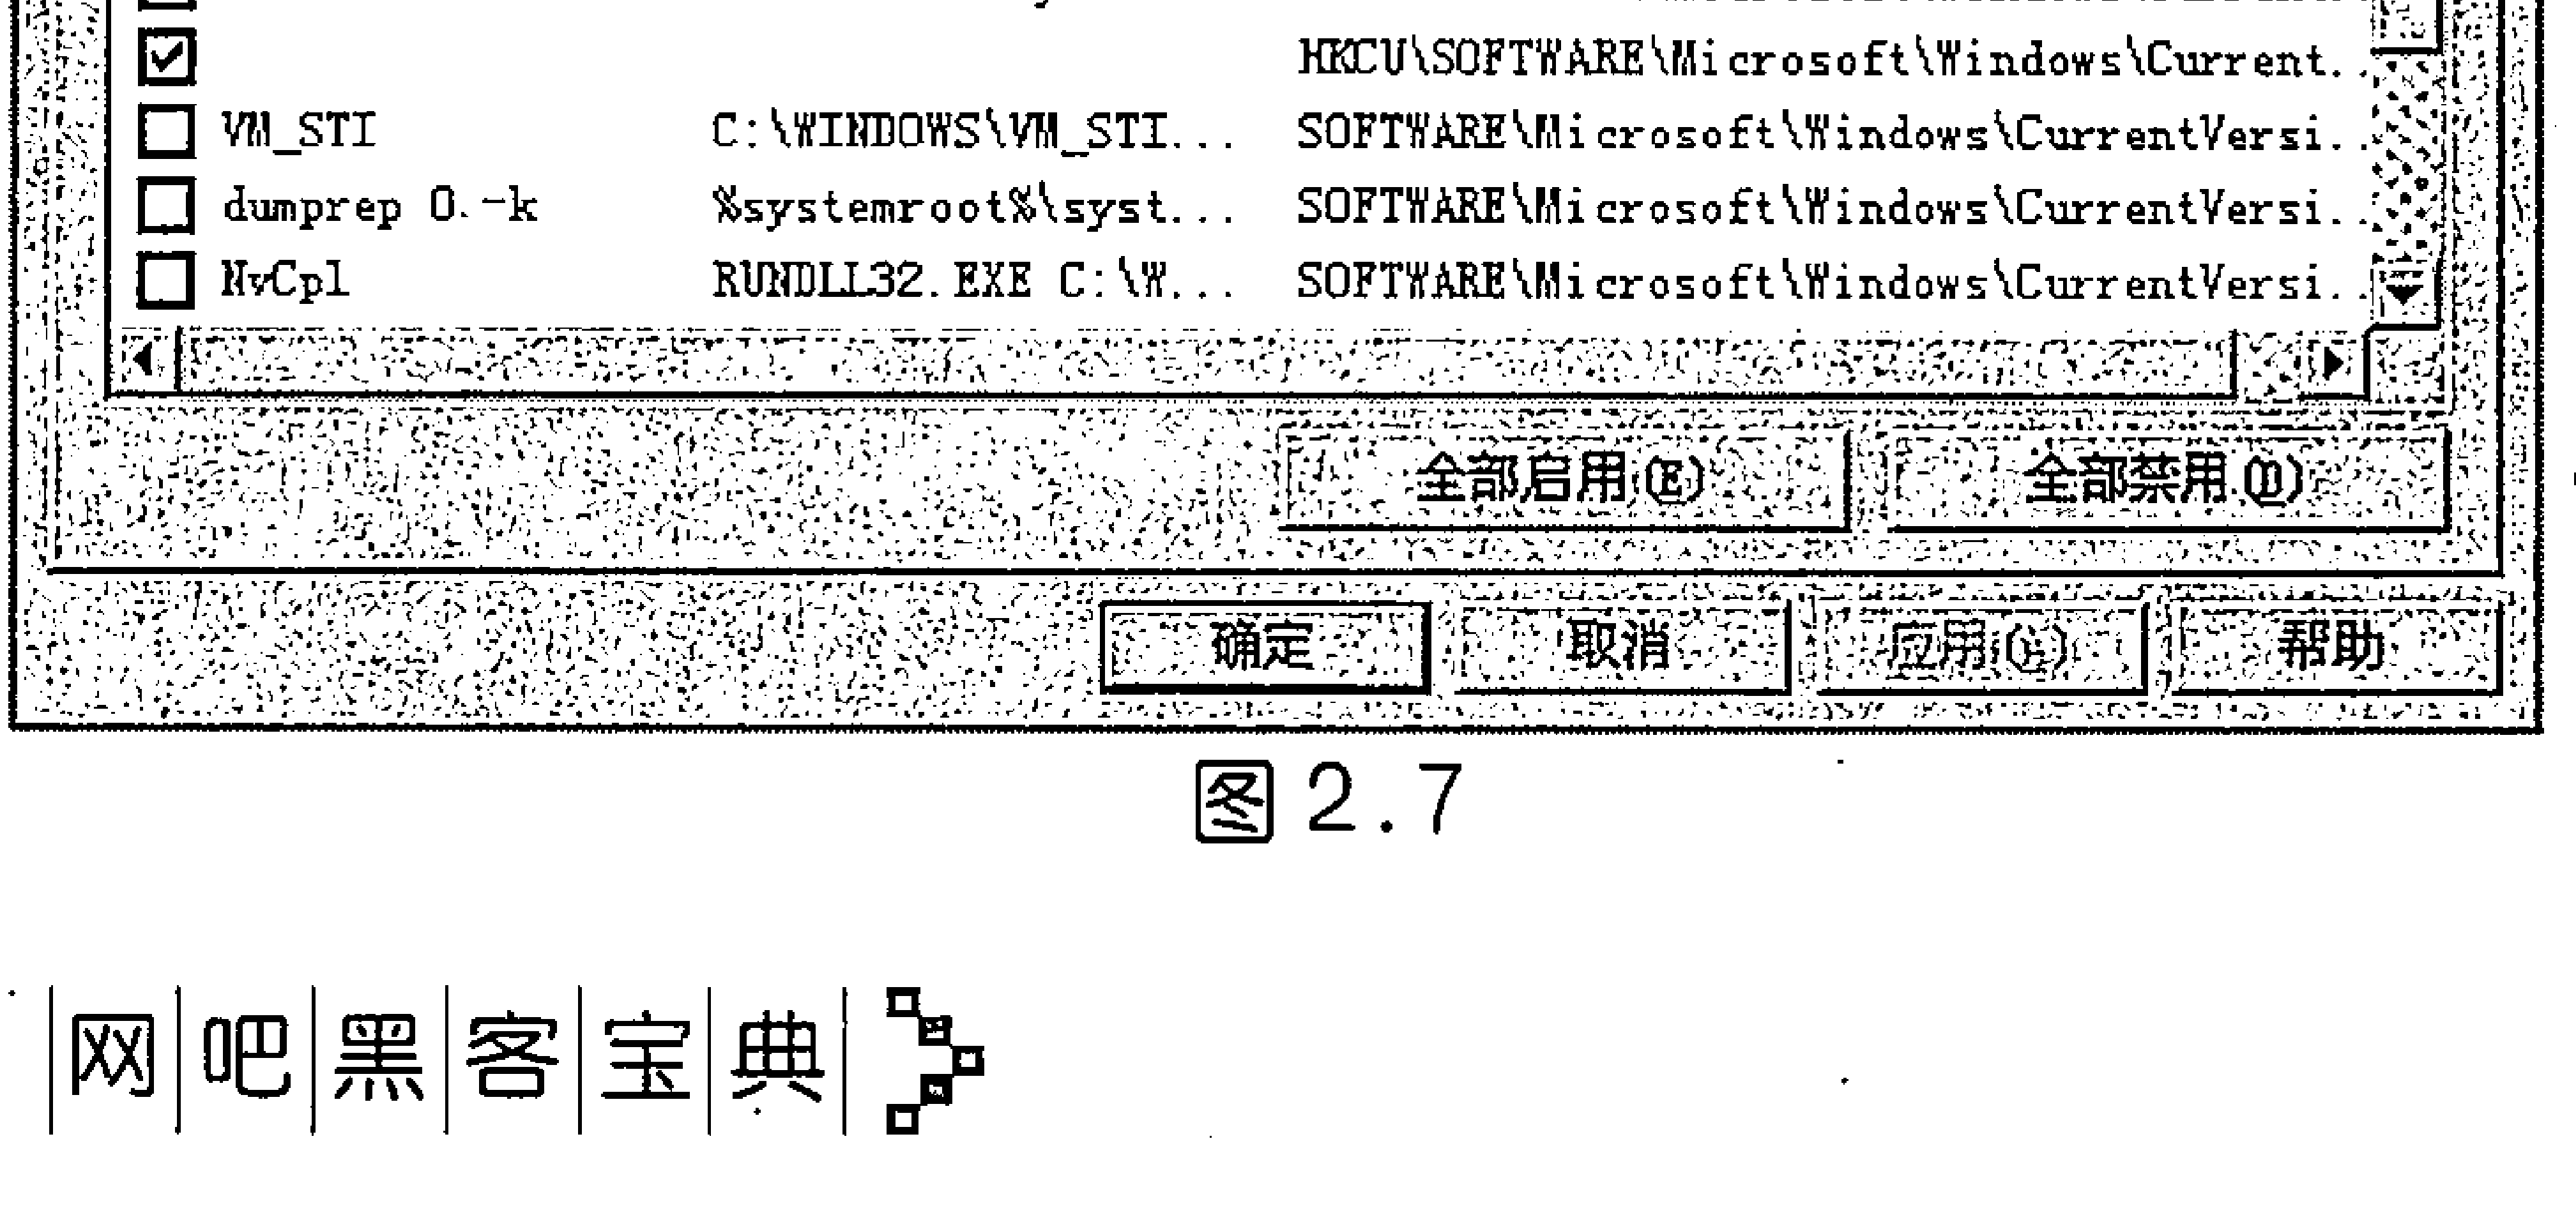 HKCU\SOFTWARE\Microsoft\Windows\Current..
VM_STI C:\WINDOWS\VM_STI... SOFTWARE\Microsoft\Windows\CurrentVersi..
dumprep 0 -k %systemroot%\syst... SOFTWARE\Microsoft\Windows\CurrentVersi..
NvCpl RUNDLL32.EXE C:\W... SOFTWARE\Microsoft\Windows\CurrentVersi..
全部启用(E) 全部禁用(D)
确定 取消 应用(A) 帮助
图 2.7
网吧黑客宝典